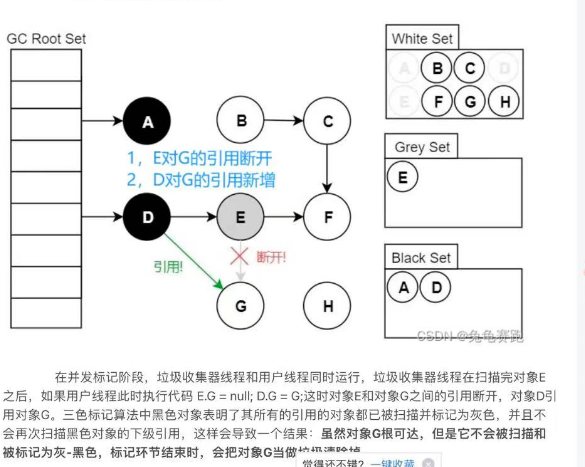 GC Root Set
White Set
A B C D
E F G H
Grey Set
E
Black Set
A D
A
B
C
1，E对G的引用断开
2，D对G的引用新增
D
E
F
引用!
断开!
G
H
CSDN @兔龟赛跑
在并发标记阶段，垃圾收集器线程和用户线程同时运行，垃圾收集器线程在扫描完对象E
之后，如果用户线程此时执行代码 E.G = null; D.G = G;这时对象E和对象G之间的引用断开，对象D引
用对象G。三色标记算法中黑色对象表明了其所有的引用的对象都已被扫描并标记为灰色，并且不
会再次扫描黑色对象的下级引用，这样会导致一个结果：虽然对象G根可达，但是它不会被扫描和
被标记为灰-黑色，标记环节结束时，会把对象G当做垃圾清除掉
觉得还不错? 一键收藏